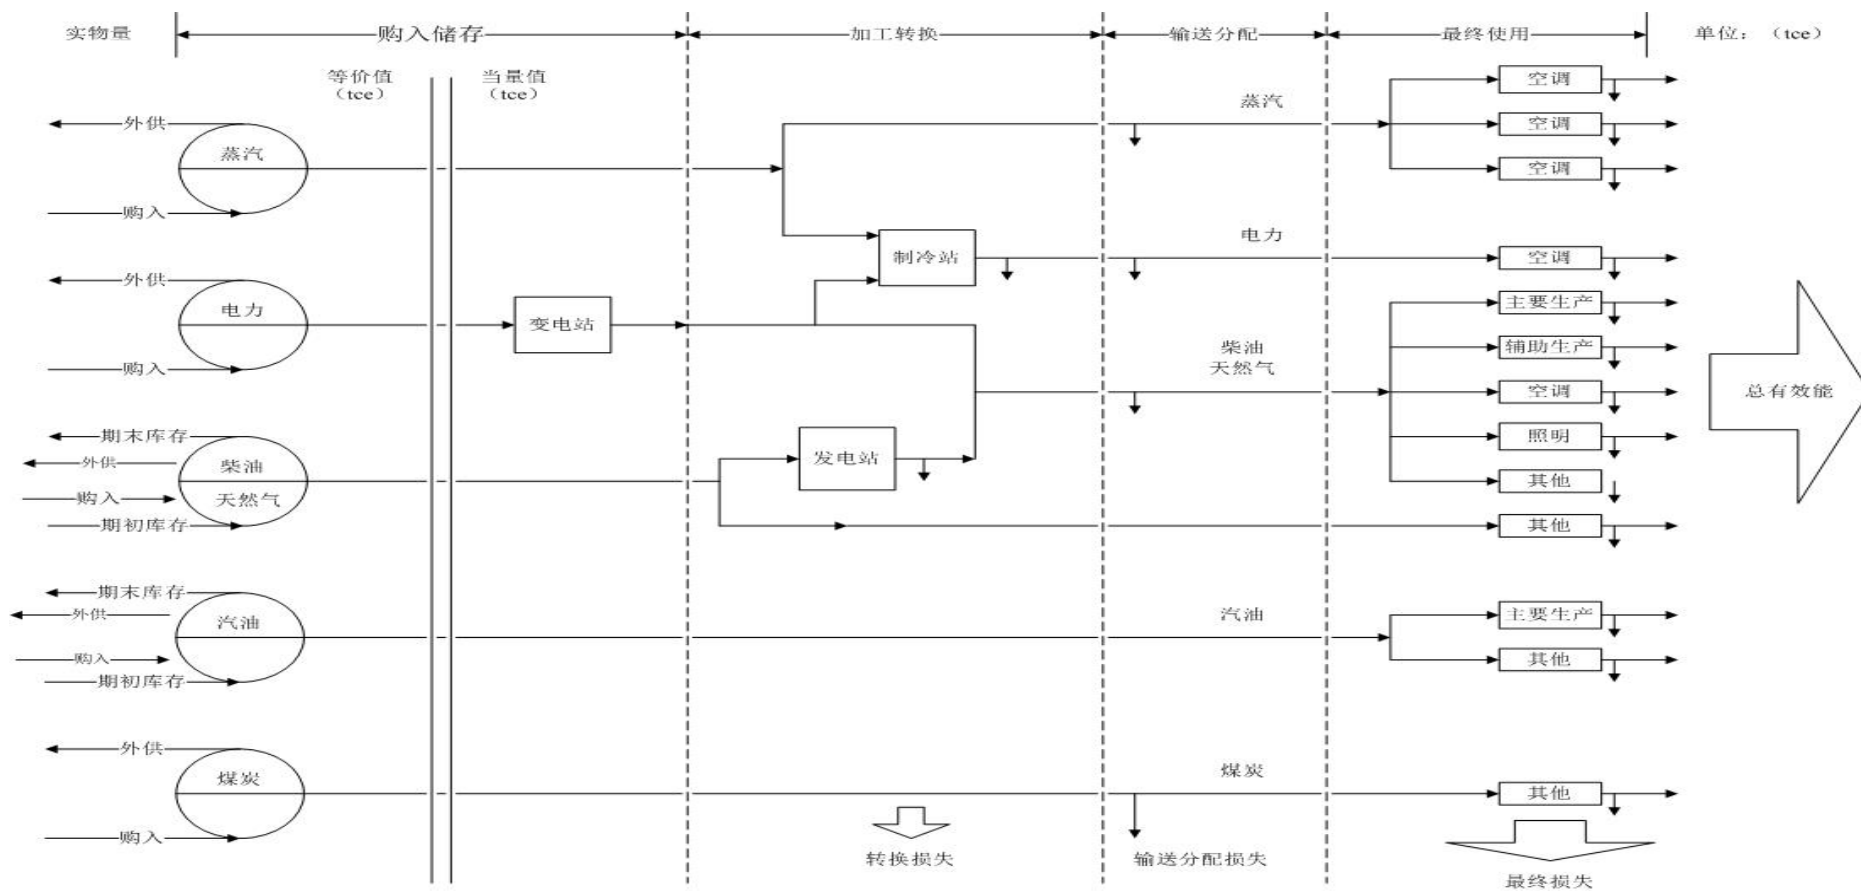 实物量
购入储存
加工转换
输送分配
最终使用
单位：（tce）
等价值
（tce）
当量值
（tce）
外供
蒸汽
购入
蒸汽
空调
空调
空调
外供
电力
购入
变电站
制冷站
电力
空调
主要生产
辅助生产
空调
照明
其他
其他
柴油
天然气
总有效能
期末库存
外供
购入
期初库存
柴油
天然气
发电站
期末库存
外供
购入
期初库存
汽油
汽油
主要生产
其他
外供
煤炭
购入
煤炭
其他
转换损失
输送分配损失
最终损失